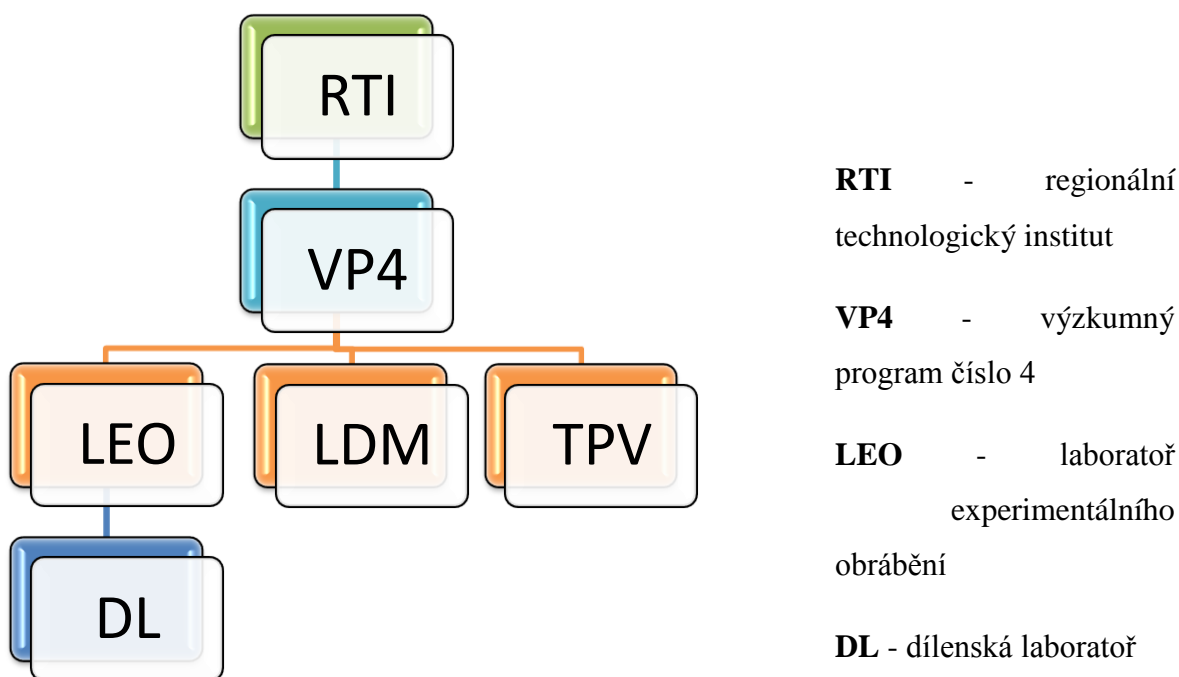 RTI
VP4
LEO
LDM
TPV
DL
RTI - regionální
technologický institut
VP4 - výzkumný
program číslo 4
LEO - laboratoř
experimentálního
obrábění
DL - dílenská laboratoř